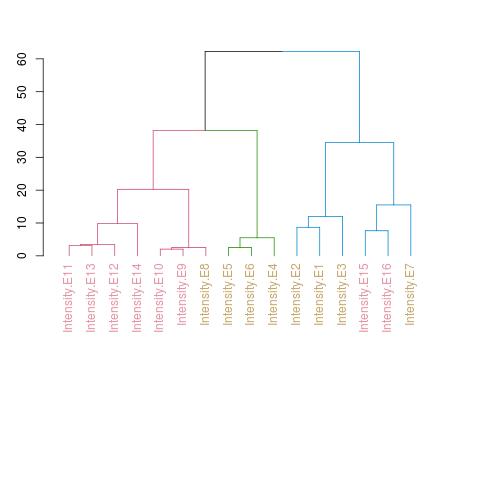 60
50
40
30
20
10
0
Intensity.E11
Intensity.E13
Intensity.E12
Intensity.E14
Intensity.E10
Intensity.E9
Intensity.E8
Intensity.E5
Intensity.E6
Intensity.E4
Intensity.E2
Intensity.E1
Intensity.E3
Intensity.E15
Intensity.E16
Intensity.E7